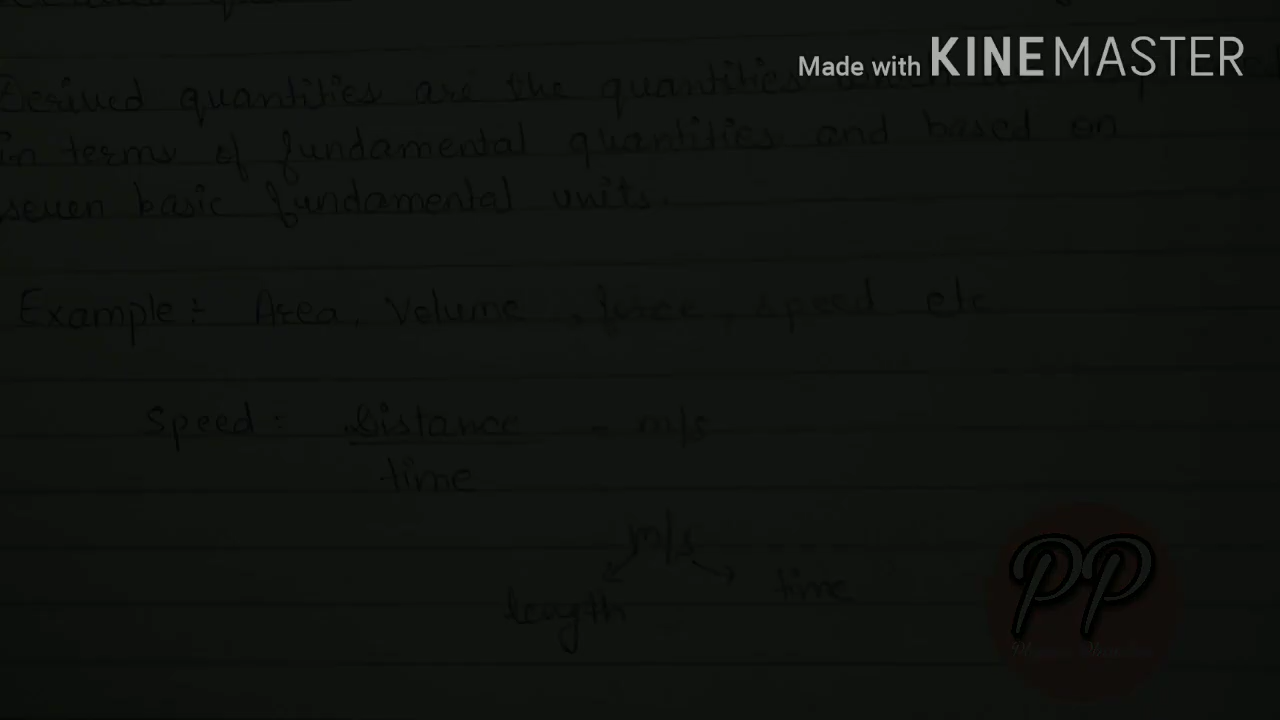 Made with KINEMASTER
Derived quantities are the quantities
in terms of fundamental quantities and based on
seven basic fundamental units.
Example : Area, Volume , force , speed etc
Speed = Distance = m/s
time
m/s
length time
PP